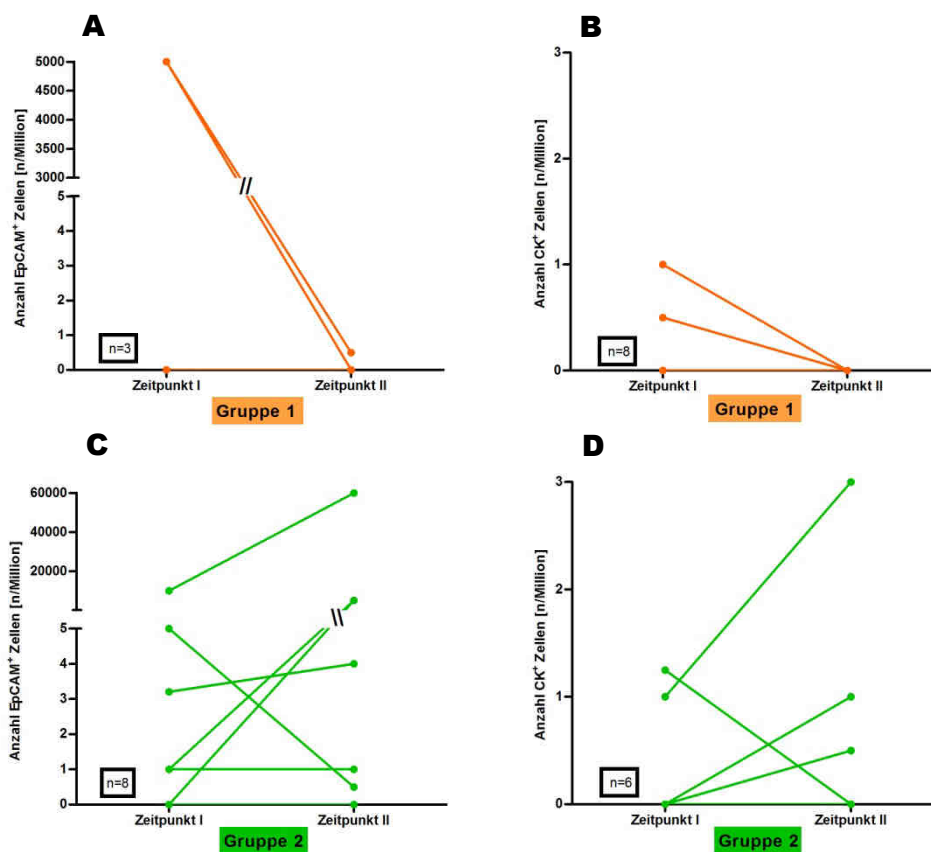 A
Anzahl EpCAM⁺ Zellen [n/Million]
5000
4500
4000
3500
3000
5
4
3
2
1
0
//
n=3
Zeitpunkt I
Zeitpunkt II
Gruppe 1
B
Anzahl CK⁺ Zellen [n/Million]
3
2
1
0
n=8
Zeitpunkt I
Zeitpunkt II
Gruppe 1
C
Anzahl EpCAM⁺ Zellen [n/Million]
60000
40000
20000
5
4
3
2
1
0
//
n=8
Zeitpunkt I
Zeitpunkt II
Gruppe 2
D
Anzahl CK⁺ Zellen [n/Million]
3
2
1
0
n=6
Zeitpunkt I
Zeitpunkt II
Gruppe 2